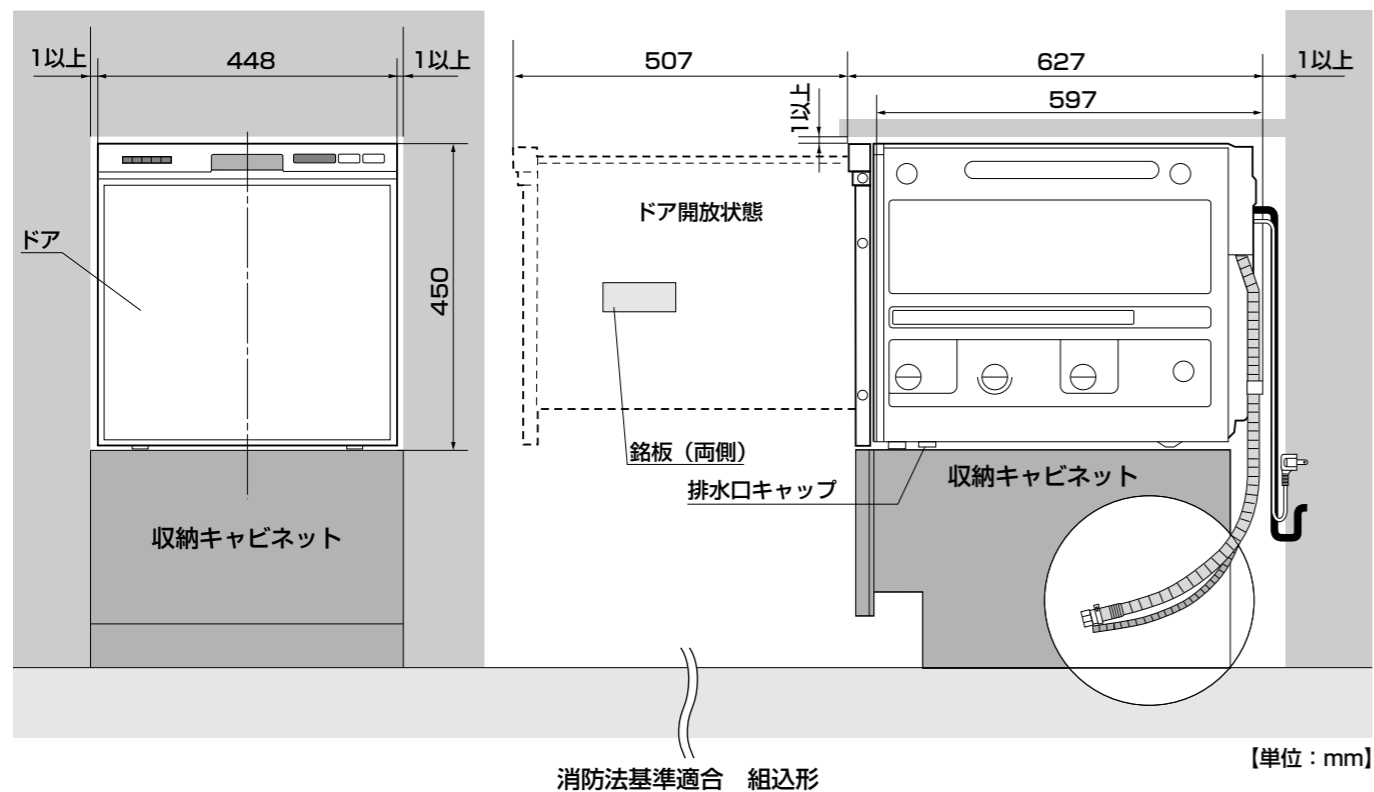 1以上
448
1以上
507
627
1以上
597
1以上
ドア
ドア開放状態
450
銘板（両側）
排水口キャップ
収納キャビネット
収納キャビネット
【単位：mm】
消防法基準適合　組込形